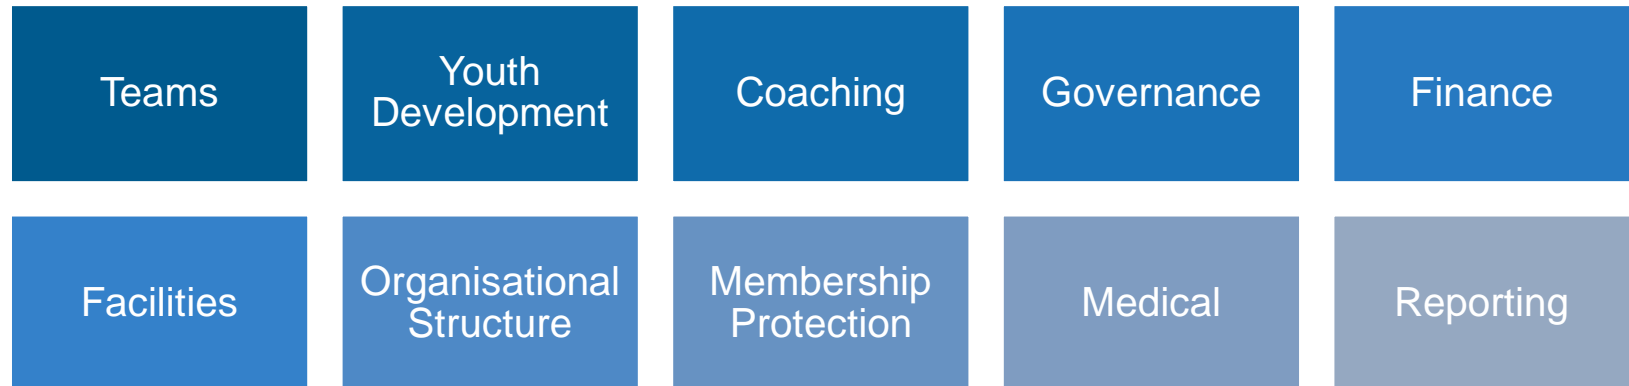 Teams
Youth
Development
Coaching
Governance
Finance
Facilities
Organisational
Structure
Membership
Protection
Medical
Reporting